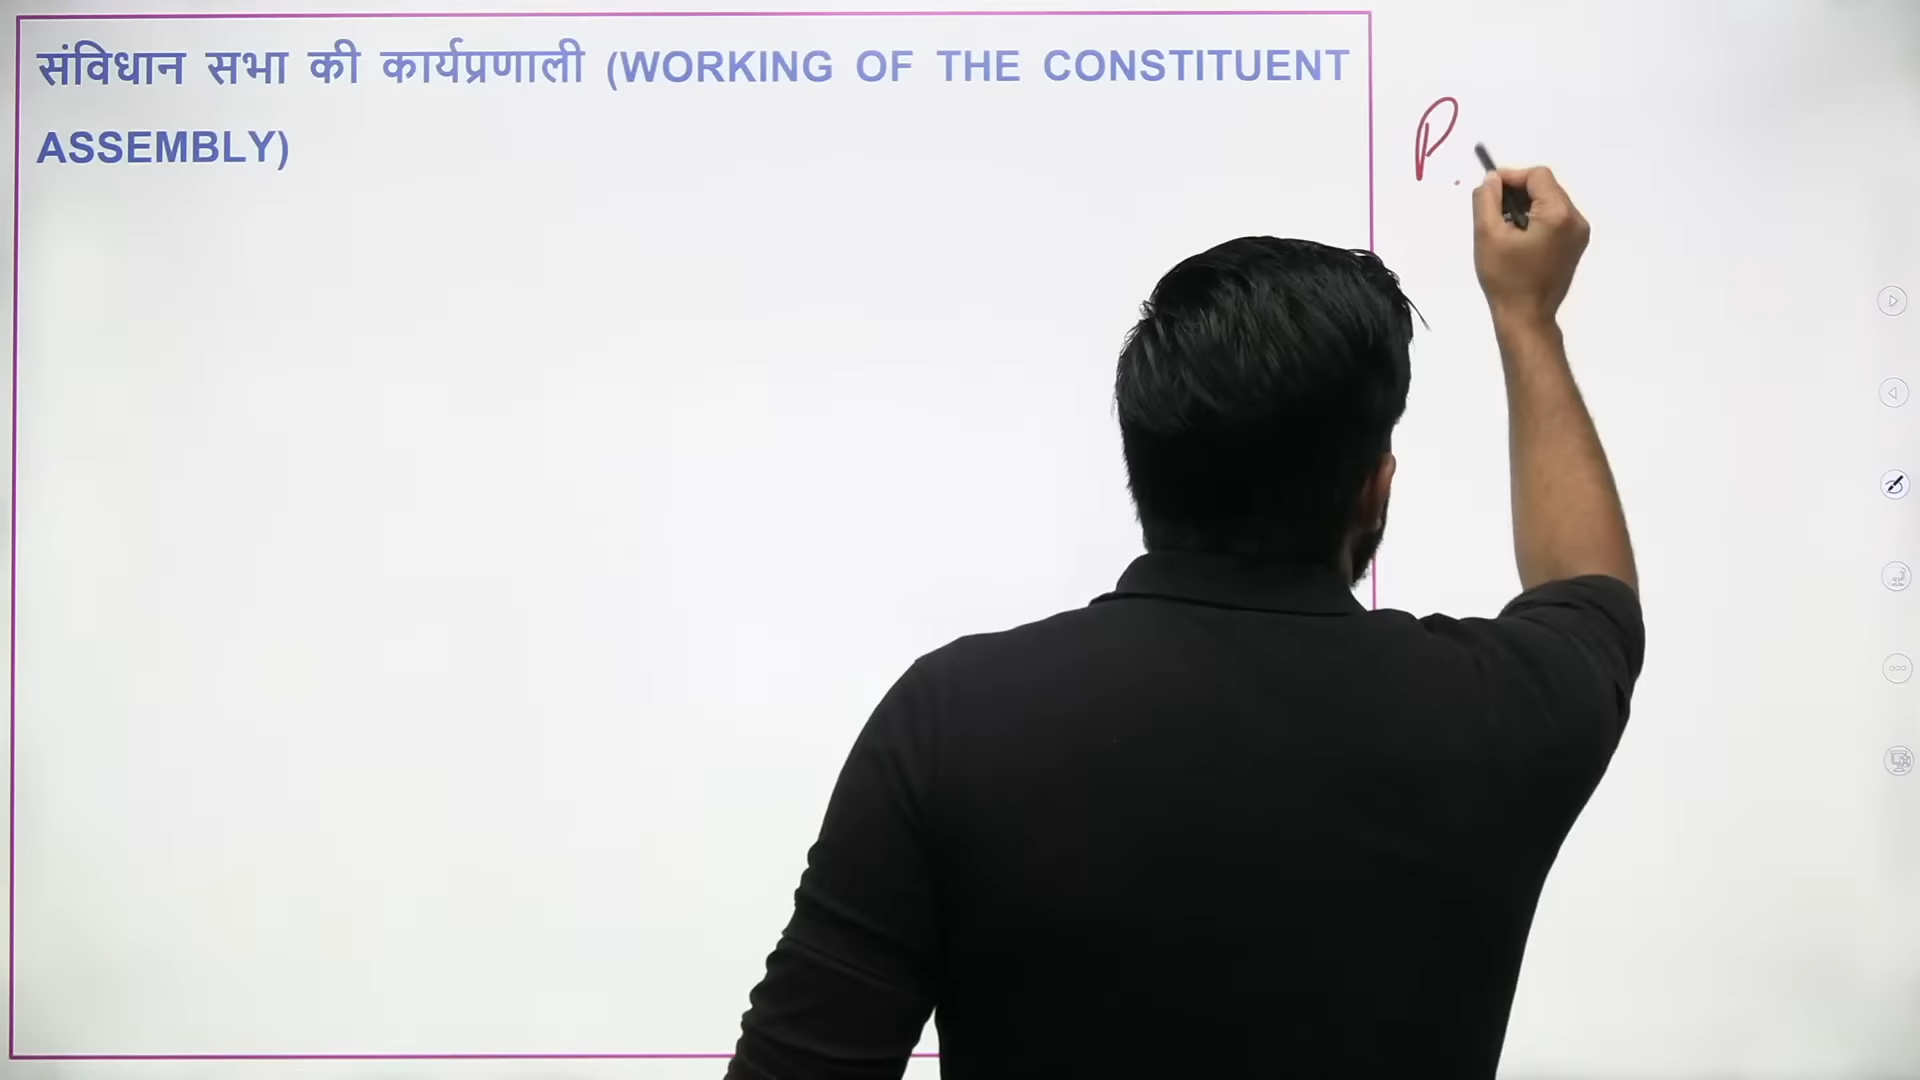 संविधान सभा की कार्यप्रणाली (WORKING OF THE CONSTITUENT
ASSEMBLY)
P.